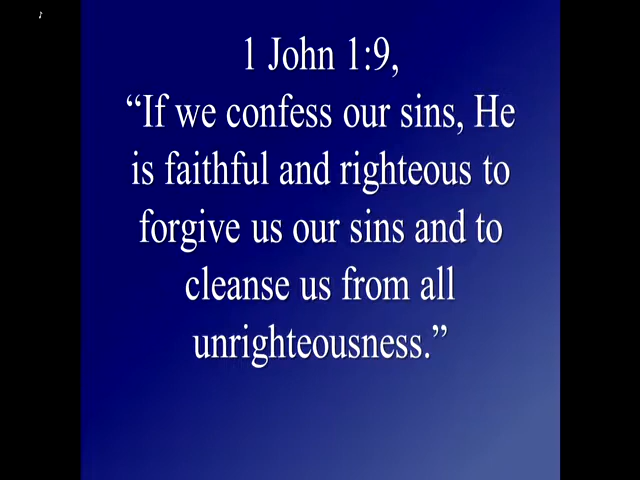 1 John 1:9,
“If we confess our sins, He
is faithful and righteous to
forgive us our sins and to
cleanse us from all
unrighteousness.”